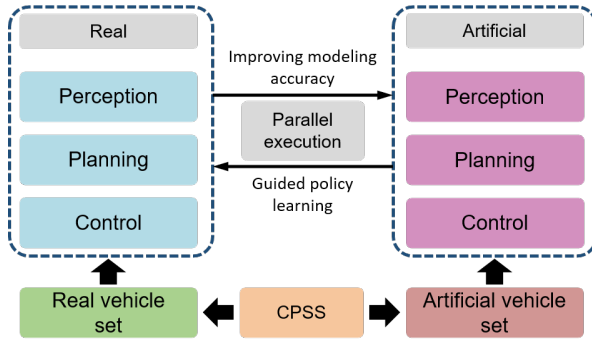 Real
Artificial
Improving modeling
accuracy
Perception
Perception
Parallel
execution
Planning
Planning
Guided policy
learning
Control
Control
Real vehicle
set
CPSS
Artificial vehicle
set